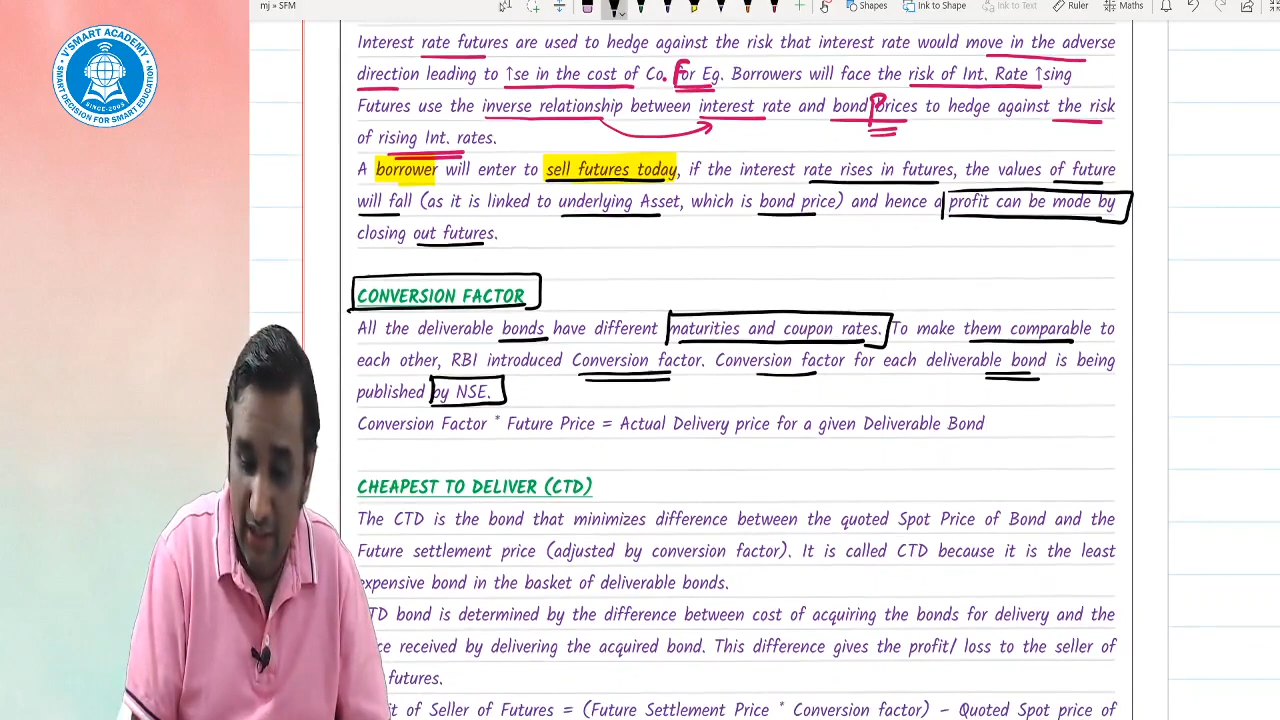 mj » SFM
Shapes
Ink to Shape
Ink to Text
Ruler
Maths
V'SMART ACADEMY
SINCE-2005
SMART DECISION FOR SMART EDUCATION
Interest rate futures are used to hedge against the risk that interest rate would move in the adverse
direction leading to ↑se in the cost of Co. For Eg. Borrowers will face the risk of Int. Rate ↑sing
Futures use the inverse relationship between interest rate and bond Prices to hedge against the risk
of rising Int. rates.
A borrower will enter to sell futures today, if the interest rate rises in futures, the values of future
will fall (as it is linked to underlying Asset, which is bond price) and hence a profit can be mode by
closing out futures.
CONVERSION FACTOR
All the deliverable bonds have different maturities and coupon rates. To make them comparable to
each other, RBI introduced Conversion factor. Conversion factor for each deliverable bond is being
published by NSE.
Conversion Factor * Future Price = Actual Delivery price for a given Deliverable Bond
CHEAPEST TO DELIVER (CTD)
The CTD is the bond that minimizes difference between the quoted Spot Price of Bond and the
Future settlement price (adjusted by conversion factor). It is called CTD because it is the least
expensive bond in the basket of deliverable bonds.
CTD bond is determined by the difference between cost of acquiring the bonds for delivery and the
received by delivering the acquired bond. This difference gives the profit/ loss to the seller of
futures.
of Seller of Futures = (Future Settlement Price * Conversion factor) – Quoted Spot price of